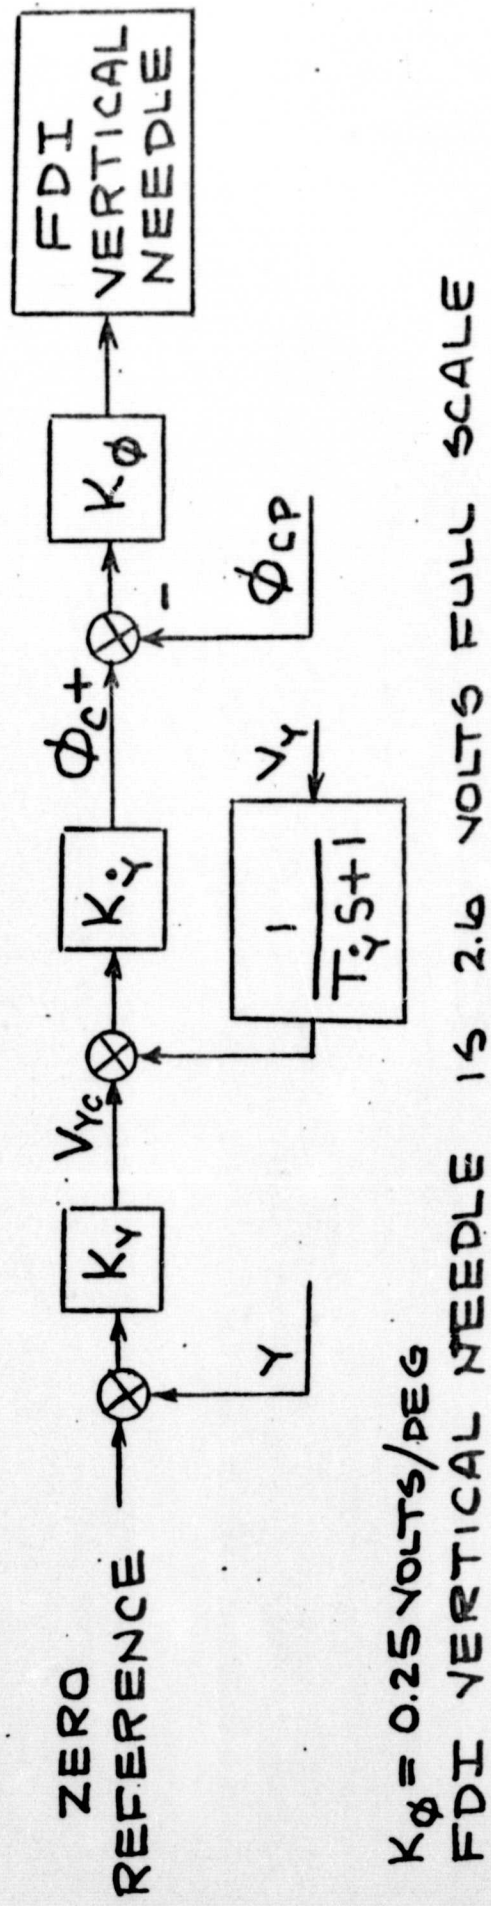 ZERO
REFERENCE
Y
K_Y
V_YC
1
T_Ẏ S+1
V_Y
K_Ẏ
ϕ_C +
-
ϕ_CP
K_ϕ
FDI
VERTICAL
NEEDLE
K_ϕ = 0.25 VOLTS/DEG
FDI VERTICAL NEEDLE IS 2.6 VOLTS FULL SCALE